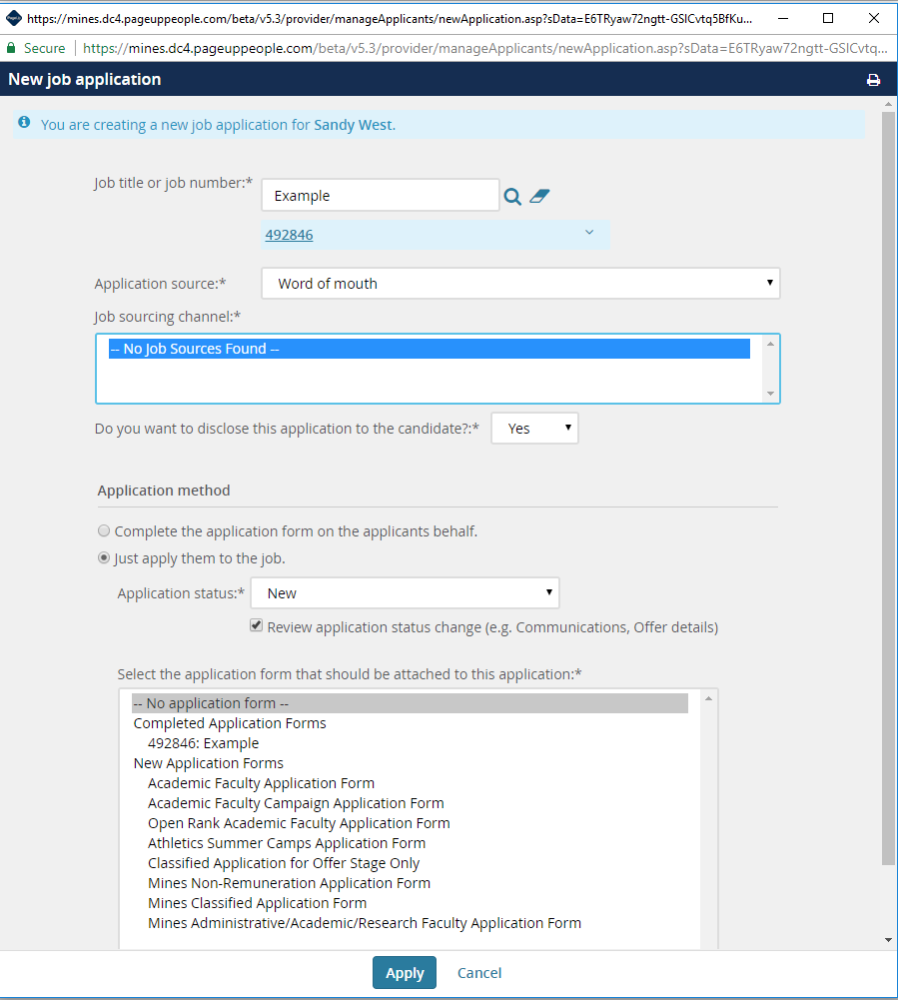 https://mines.dc4.pageuppeople.com/beta/v5.3/provider/manageApplicants/newApplication.asp?sData=E6TRyaw72ngtt-GSICvtq5BfKu...
Secure | https://mines.dc4.pageuppeople.com/beta/v5.3/provider/manageApplicants/newApplication.asp?sData=E6TRyaw72ngtt-GSICvtq...
New job application
You are creating a new job application for Sandy West.
Job title or job number:* Example
492846
Application source:* Word of mouth
Job sourcing channel:*
-- No Job Sources Found --
Do you want to disclose this application to the candidate?:* Yes
Application method
Complete the application form on the applicants behalf.
Just apply them to the job.
Application status:* New
Review application status change (e.g. Communications, Offer details)
Select the application form that should be attached to this application:*
-- No application form --
Completed Application Forms
492846: Example
New Application Forms
Academic Faculty Application Form
Academic Faculty Campaign Application Form
Open Rank Academic Faculty Application Form
Athletics Summer Camps Application Form
Classified Application for Offer Stage Only
Mines Non-Remuneration Application Form
Mines Classified Application Form
Mines Administrative/Academic/Research Faculty Application Form
Apply Cancel